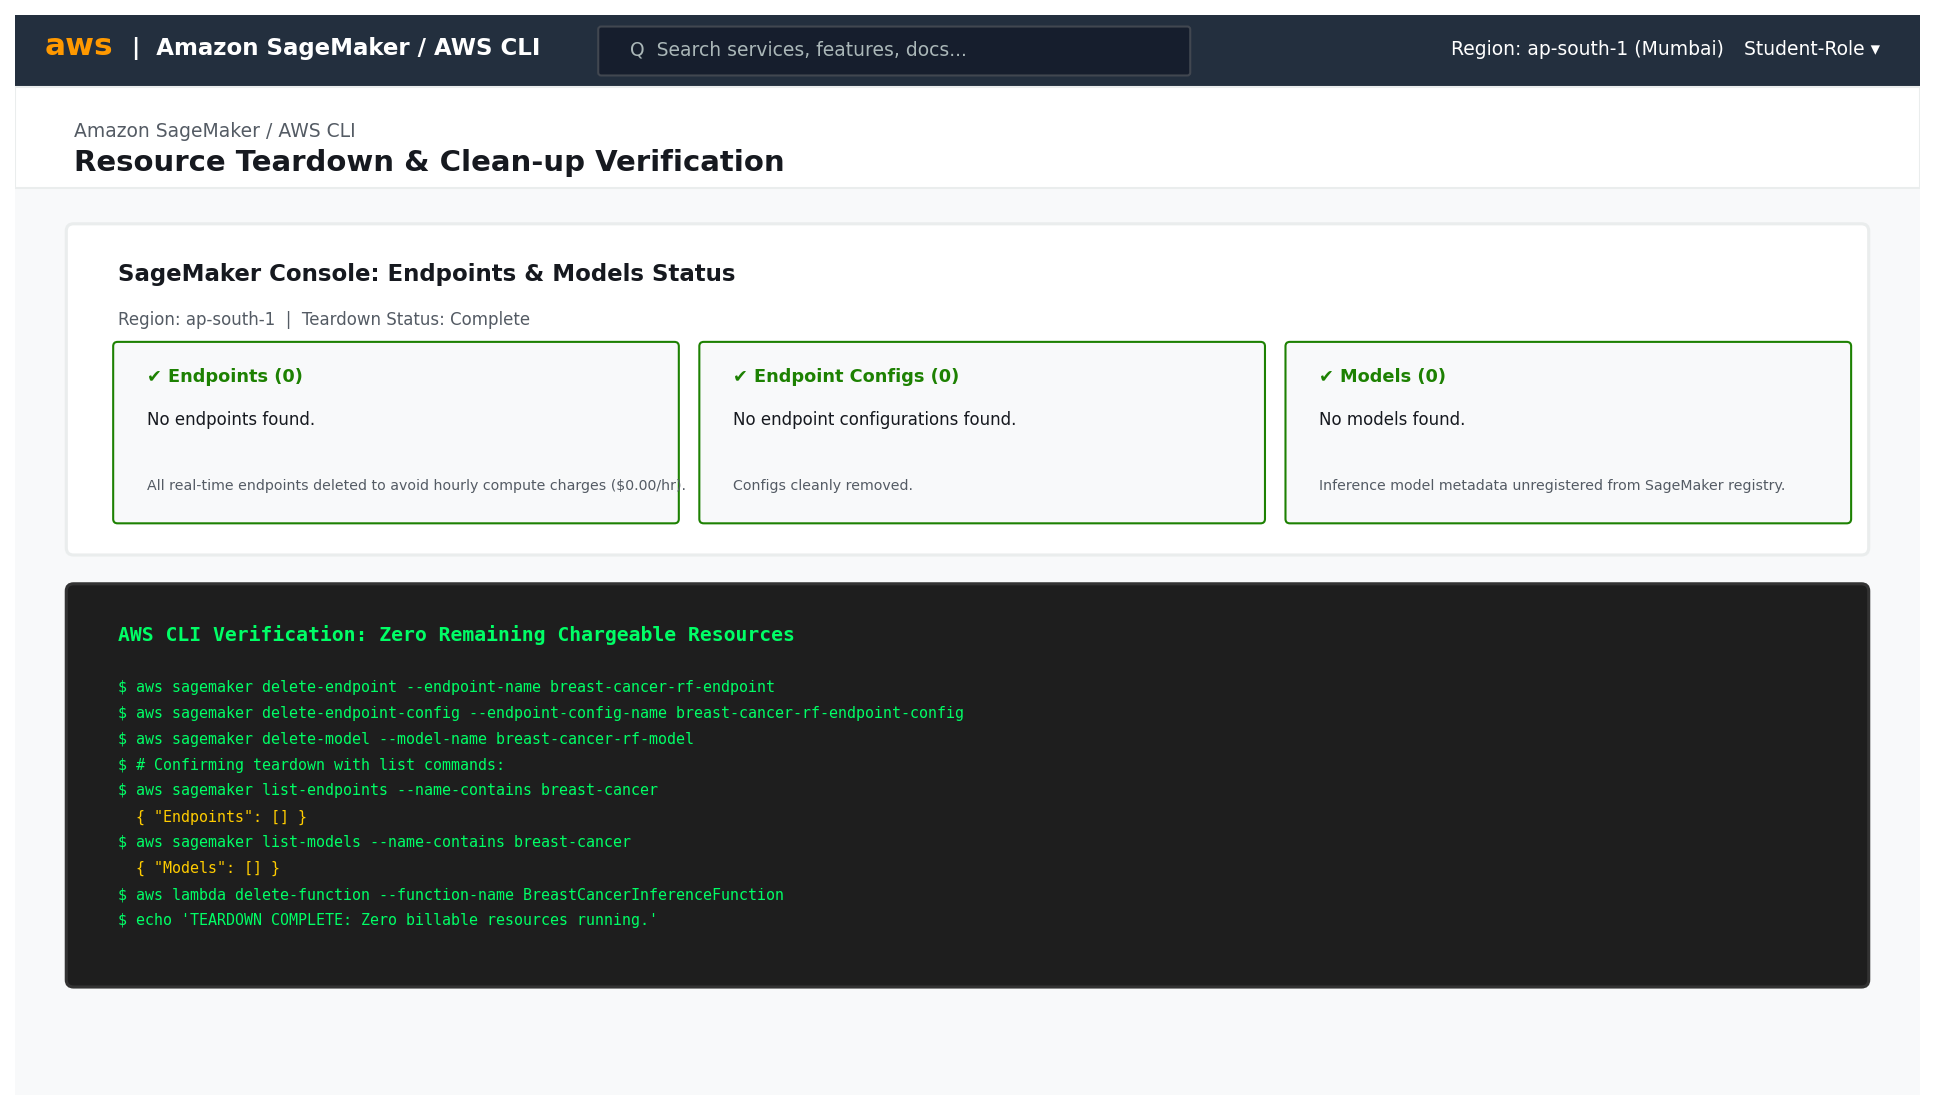 aws | Amazon SageMaker / AWS CLI
Q Search services, features, docs...
Region: ap-south-1 (Mumbai) Student-Role ▾
Amazon SageMaker / AWS CLI
Resource Teardown & Clean-up Verification
SageMaker Console: Endpoints & Models Status
Region: ap-south-1 | Teardown Status: Complete
✔ Endpoints (0)
No endpoints found.
All real-time endpoints deleted to avoid hourly compute charges ($0.00/hr).
✔ Endpoint Configs (0)
No endpoint configurations found.
Configs cleanly removed.
✔ Models (0)
No models found.
Inference model metadata unregistered from SageMaker registry.
AWS CLI Verification: Zero Remaining Chargeable Resources
$ aws sagemaker delete-endpoint --endpoint-name breast-cancer-rf-endpoint
$ aws sagemaker delete-endpoint-config --endpoint-config-name breast-cancer-rf-endpoint-config
$ aws sagemaker delete-model --model-name breast-cancer-rf-model
$ # Confirming teardown with list commands:
$ aws sagemaker list-endpoints --name-contains breast-cancer
{ "Endpoints": [] }
$ aws sagemaker list-models --name-contains breast-cancer
{ "Models": [] }
$ aws lambda delete-function --function-name BreastCancerInferenceFunction
$ echo 'TEARDOWN COMPLETE: Zero billable resources running.'